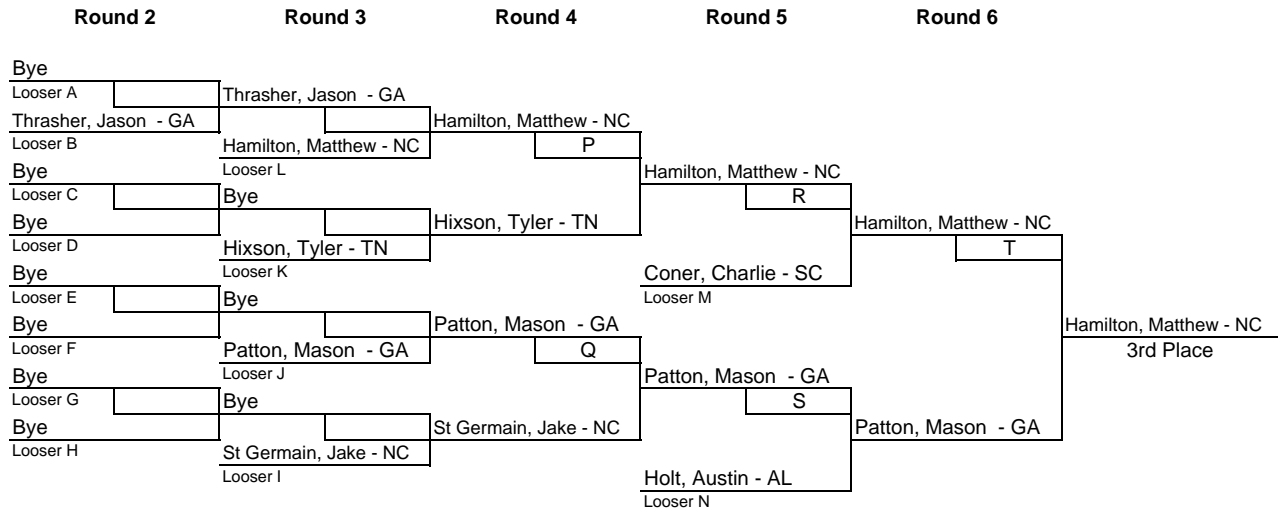 Round 2 Round 3 Round 4 Round 5 Round 6
Bye
Looser A
Thrasher, Jason - GA
Thrasher, Jason - GA
Hamilton, Matthew - NC
Looser B
Hamilton, Matthew - NC
P
Bye
Looser L
Hamilton, Matthew - NC
Looser C
Bye
R
Bye
Hixson, Tyler - TN
Hamilton, Matthew - NC
Looser D
Hixson, Tyler - TN
T
Bye
Looser K
Coner, Charlie - SC
Looser E
Bye
Looser M
Bye
Patton, Mason - GA
Hamilton, Matthew - NC
Looser F
Patton, Mason - GA
Q
3rd Place
Bye
Looser J
Patton, Mason - GA
Looser G
Bye
S
Bye
St Germain, Jake - NC
Patton, Mason - GA
Looser H
St Germain, Jake - NC
Looser I
Holt, Austin - AL
Looser N